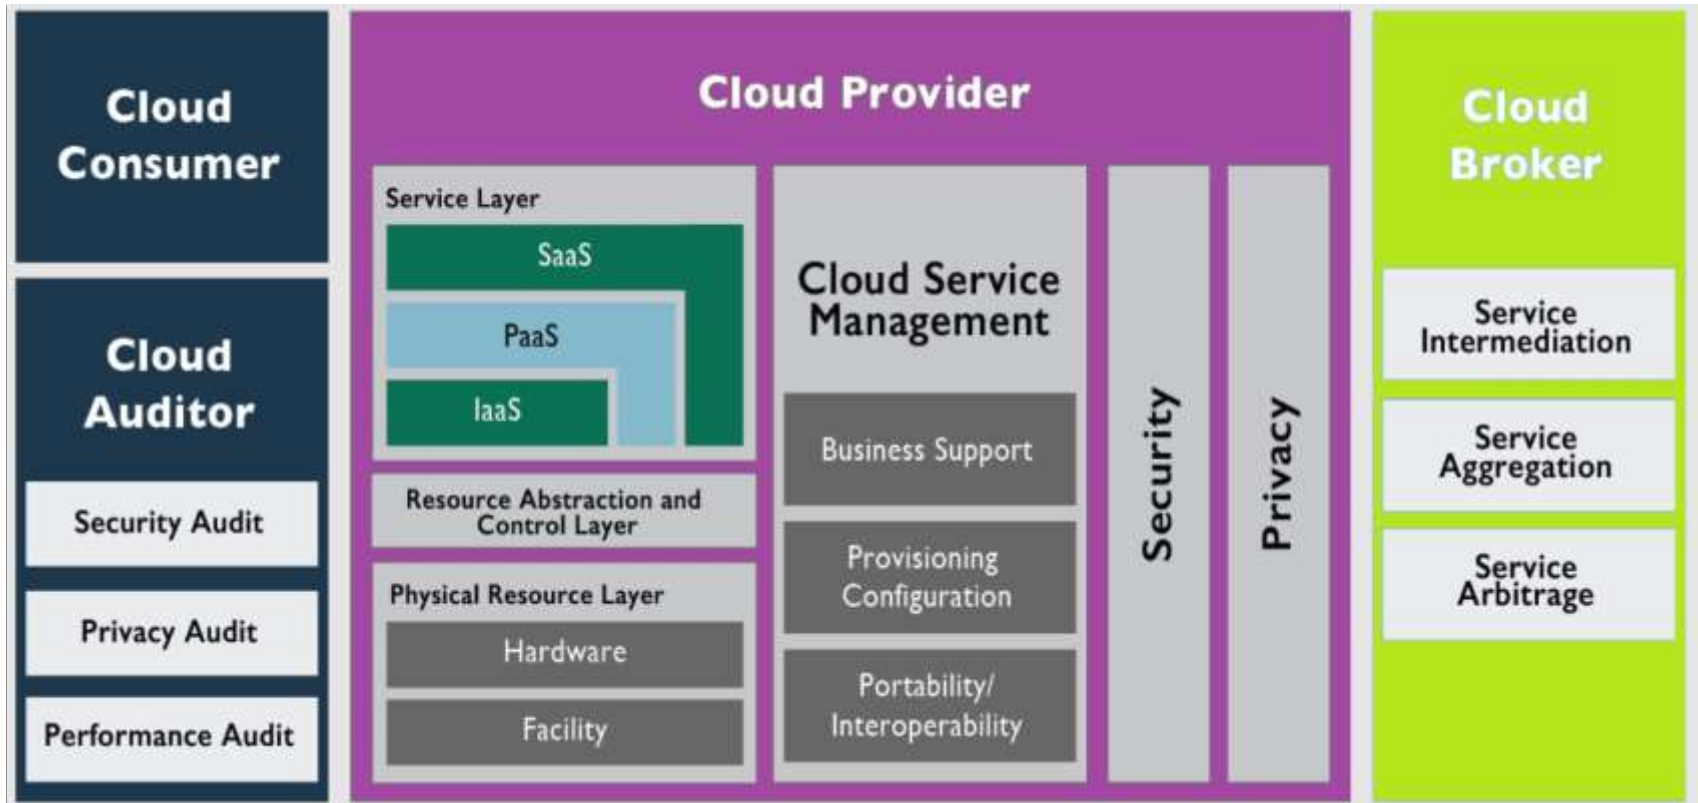 Cloud
Consumer
Cloud
Auditor
Security Audit
Privacy Audit
Performance Audit
Cloud Provider
Service Layer
SaaS
PaaS
IaaS
Resource Abstraction and
Control Layer
Physical Resource Layer
Hardware
Facility
Cloud Service
Management
Business Support
Provisioning
Configuration
Portability/
Interoperability
Security
Privacy
Cloud
Broker
Service
Intermediation
Service
Aggregation
Service
Arbitrage